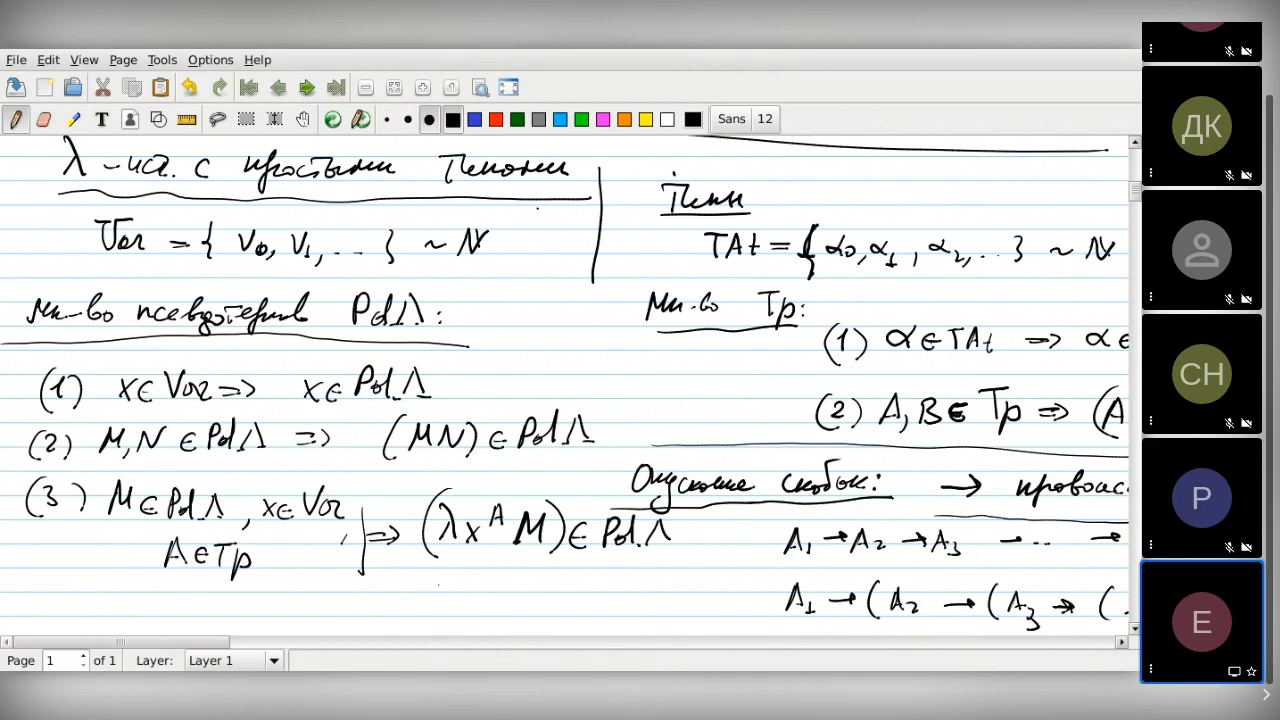 File Edit View Page Tools Options Help
Sans 12
λ-исч. с простыми типами
Var = { v0, v1, ... } ~ N
Мн-во псевдотермов PdΛ:
(1) x ∈ Var => x ∈ PdΛ
(2) M, N ∈ PdΛ => (MN) ∈ PdΛ
(3) M ∈ PdΛ, x ∈ Var
A ∈ Tp => (λx^A M) ∈ PdΛ
Типы
TAt = { α0, α1, α2, ... } ~ N
Мн-во Tp:
(1) α ∈ TAt => α ∈
(2) A, B ∈ Tp => (A
Опускание скобок: → правоас
A1 → A2 → A3 → ... →
A1 → (A2 → (A3 → (.
ДК
СН
Р
Е
Page 1 of 1 Layer: Layer 1